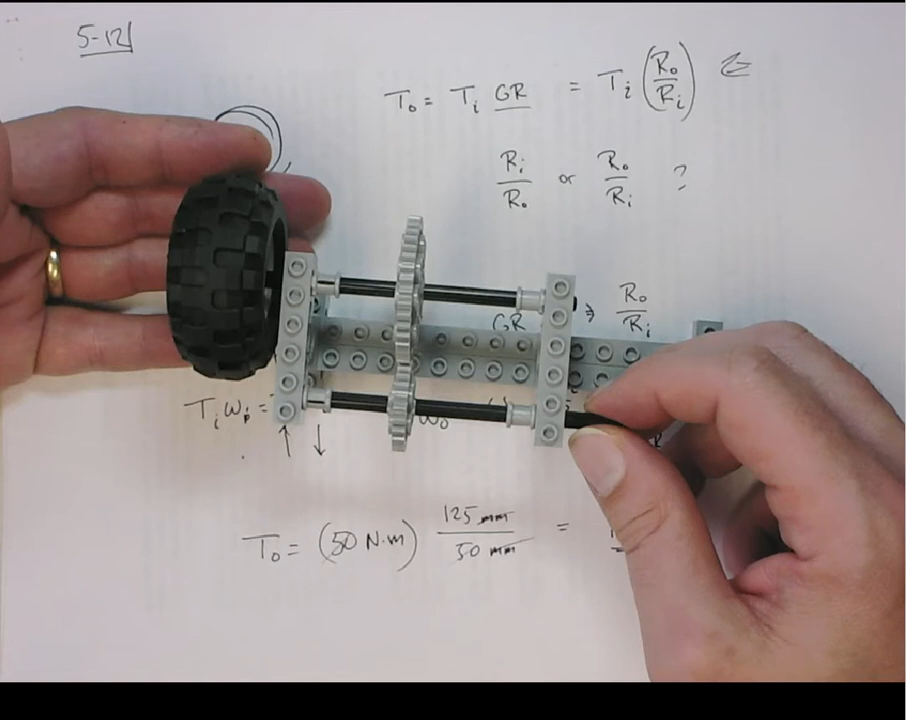 5-12
T₀ = Tᵢ GR = Tᵢ (R₀/Rᵢ) ⇐
Rᵢ/R₀ or R₀/Rᵢ ?
GR ⇒ R₀/Rᵢ
Tᵢ ωᵢ = ω₀
↑ ↓
T₀ = (50 N·m) 125 mm/50 mm =